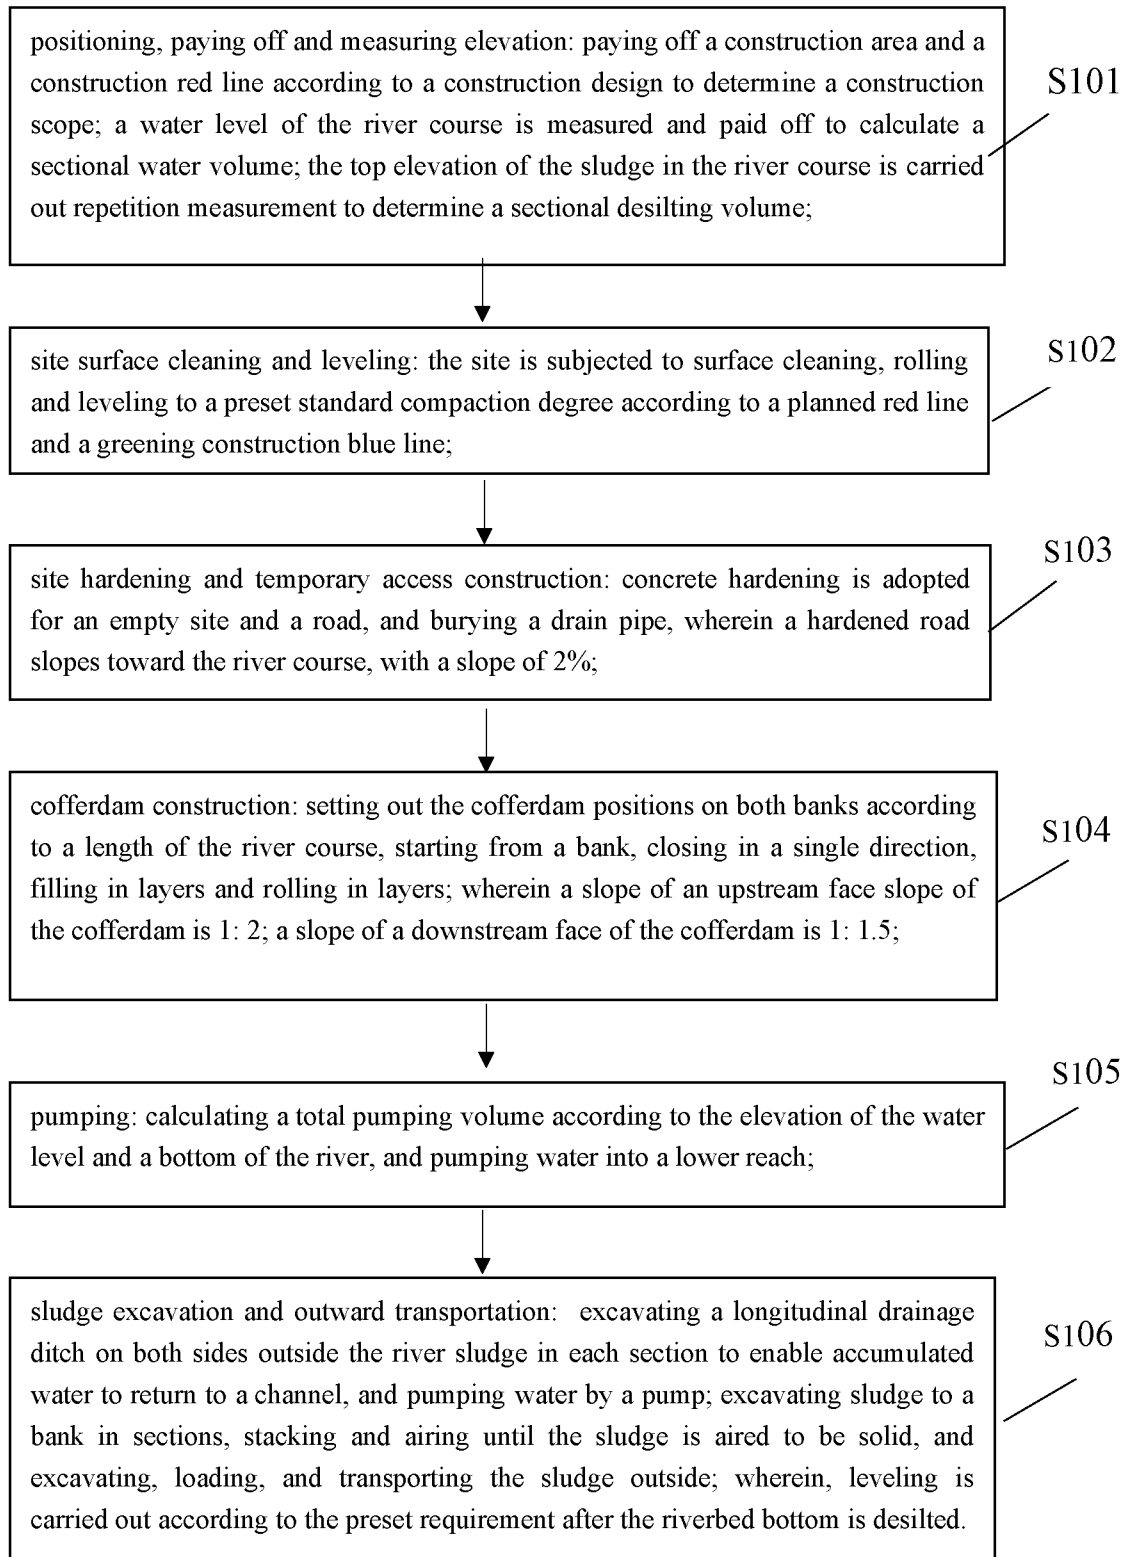 positioning, paying off and measuring elevation: paying off a construction area and a
construction red line according to a construction design to determine a construction
scope; a water level of the river course is measured and paid off to calculate a
sectional water volume; the top elevation of the sludge in the river course is carried
out repetition measurement to determine a sectional desilting volume;
S101
site surface cleaning and leveling: the site is subjected to surface cleaning, rolling
and leveling to a preset standard compaction degree according to a planned red line
and a greening construction blue line;
S102
site hardening and temporary access construction: concrete hardening is adopted
for an empty site and a road, and burying a drain pipe, wherein a hardened road
slopes toward the river course, with a slope of 2%;
S103
cofferdam construction: setting out the cofferdam positions on both banks according
to a length of the river course, starting from a bank, closing in a single direction,
filling in layers and rolling in layers; wherein a slope of an upstream face slope of
the cofferdam is 1: 2; a slope of a downstream face of the cofferdam is 1: 1.5;
S104
pumping: calculating a total pumping volume according to the elevation of the water
level and a bottom of the river, and pumping water into a lower reach;
S105
sludge excavation and outward transportation: excavating a longitudinal drainage
ditch on both sides outside the river sludge in each section to enable accumulated
water to return to a channel, and pumping water by a pump; excavating sludge to a
bank in sections, stacking and airing until the sludge is aired to be solid, and
excavating, loading, and transporting the sludge outside; wherein, leveling is
carried out according to the preset requirement after the riverbed bottom is desilted.
S106